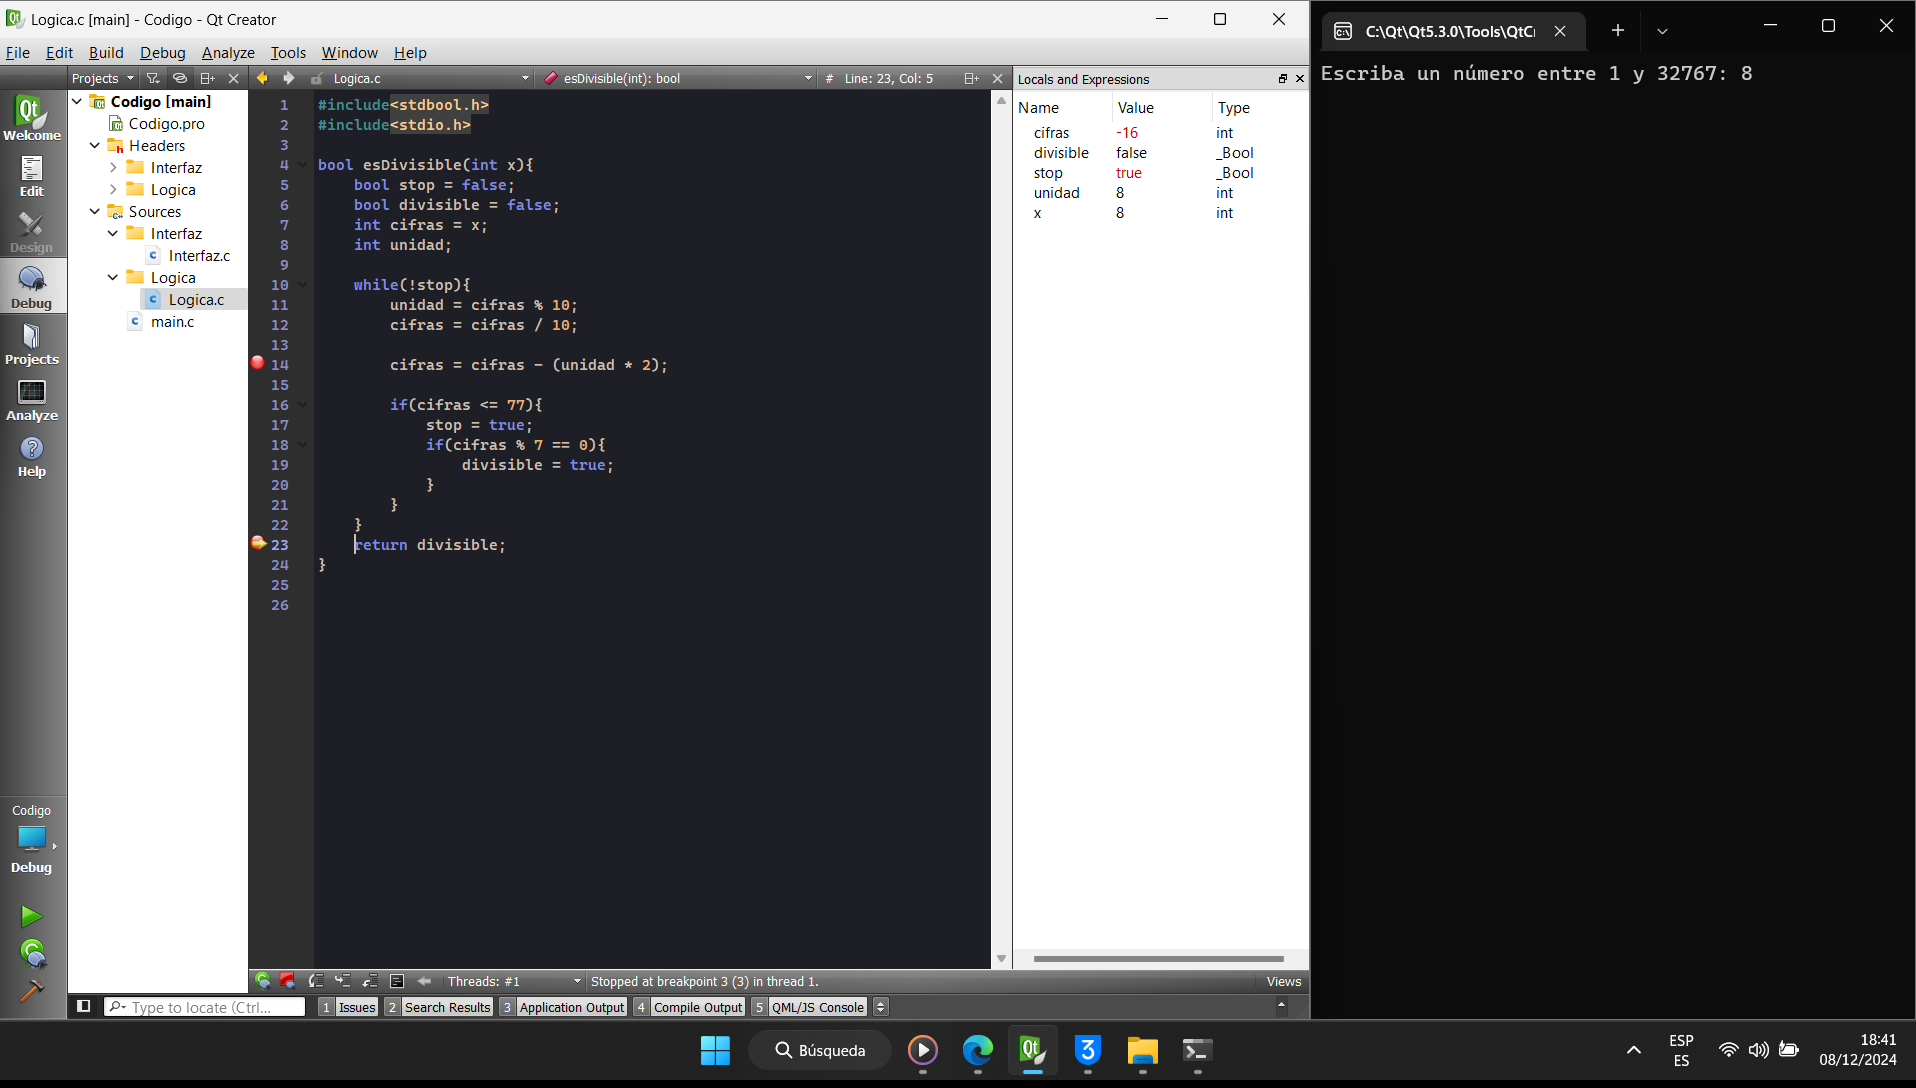 Logica.c [main] - Codigo - Qt Creator
File Edit Build Debug Analyze Tools Window Help
Projects
Logica.c
esDivisible(int): bool
# Line: 23, Col: 5
Welcome
Edit
Design
Debug
Projects
Analyze
Help
Codigo
Debug
Codigo [main]
Codigo.pro
Headers
Interfaz
Logica
Sources
Interfaz
Interfaz.c
Logica
Logica.c
main.c
1 #include<stdbool.h>
2 #include<stdio.h>
3
4 bool esDivisible(int x){
5 bool stop = false;
6 bool divisible = false;
7 int cifras = x;
8 int unidad;
9
10 while(!stop){
11 unidad = cifras % 10;
12 cifras = cifras / 10;
13
14 cifras = cifras - (unidad * 2);
15
16 if(cifras <= 77){
17 stop = true;
18 if(cifras % 7 == 0){
19 divisible = true;
20 }
21 }
22 }
23 return divisible;
24 }
25
26
Locals and Expressions
Name Value Type
cifras -16 int
divisible false _Bool
stop true _Bool
unidad 8 int
x 8 int
Threads: #1 Stopped at breakpoint 3 (3) in thread 1. Views
Type to locate (Ctrl... 1 Issues 2 Search Results 3 Application Output 4 Compile Output 5 QML/JS Console
C:\Qt\Qt5.3.0\Tools\QtC
Escriba un número entre 1 y 32767: 8
Búsqueda
ESP
ES
18:41
08/12/2024